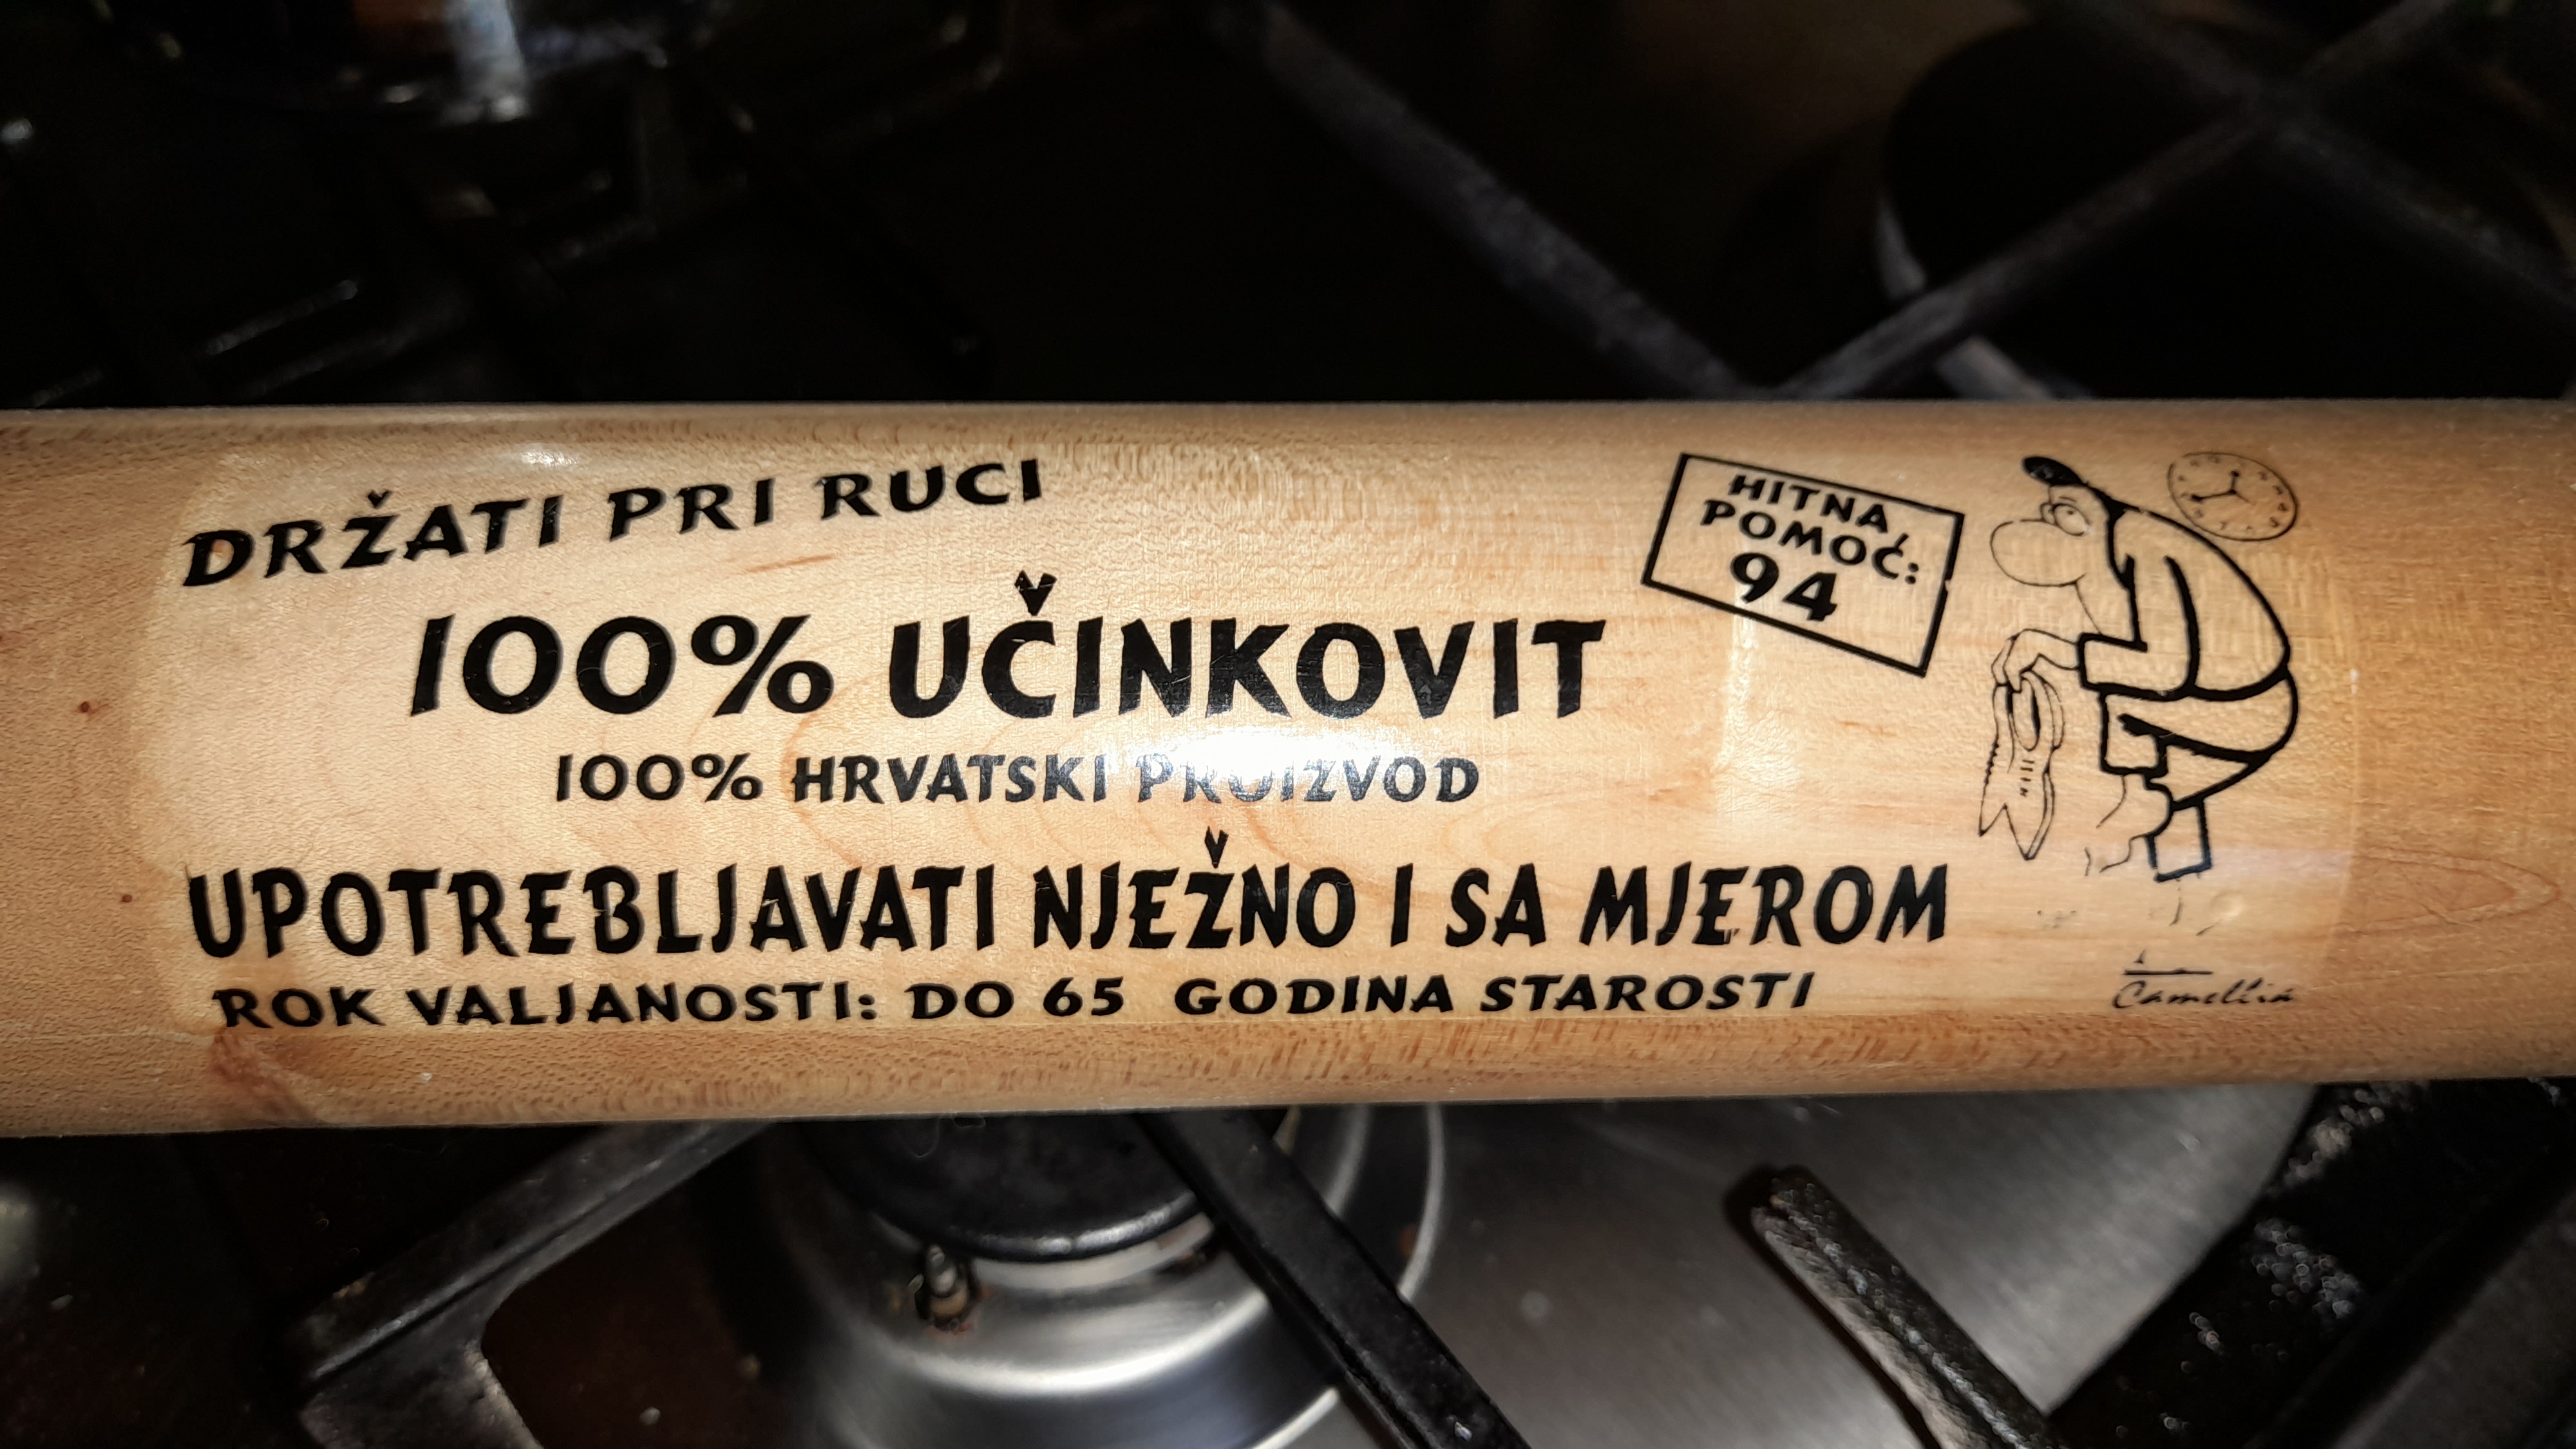 DRŽATI PRI RUCI
100% UČINKOVIT
100% HRVATSKI PROIZVOD
UPOTREBLJAVATI NJEŽNO I SA MJEROM
ROK VALJANOSTI: DO 65 GODINA STAROSTI
HITNA
POMOĆ:
94
Camellia